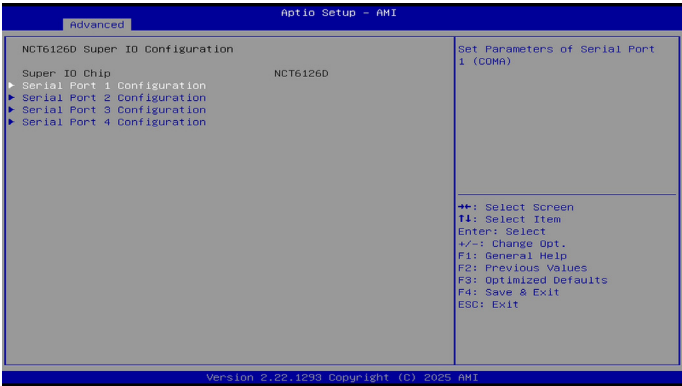 Aptio Setup - AMI
Advanced
NCT6126D Super IO Configuration
Super IO Chip NCT6126D
▶ Serial Port 1 Configuration
▶ Serial Port 2 Configuration
▶ Serial Port 3 Configuration
▶ Serial Port 4 Configuration
Set Parameters of Serial Port
1 (COMA)
→←: Select Screen
↑↓: Select Item
Enter: Select
+/-: Change Opt.
F1: General Help
F2: Previous Values
F3: Optimized Defaults
F4: Save & Exit
ESC: Exit
Version 2.22.1293 Copyright (C) 2025 AMI